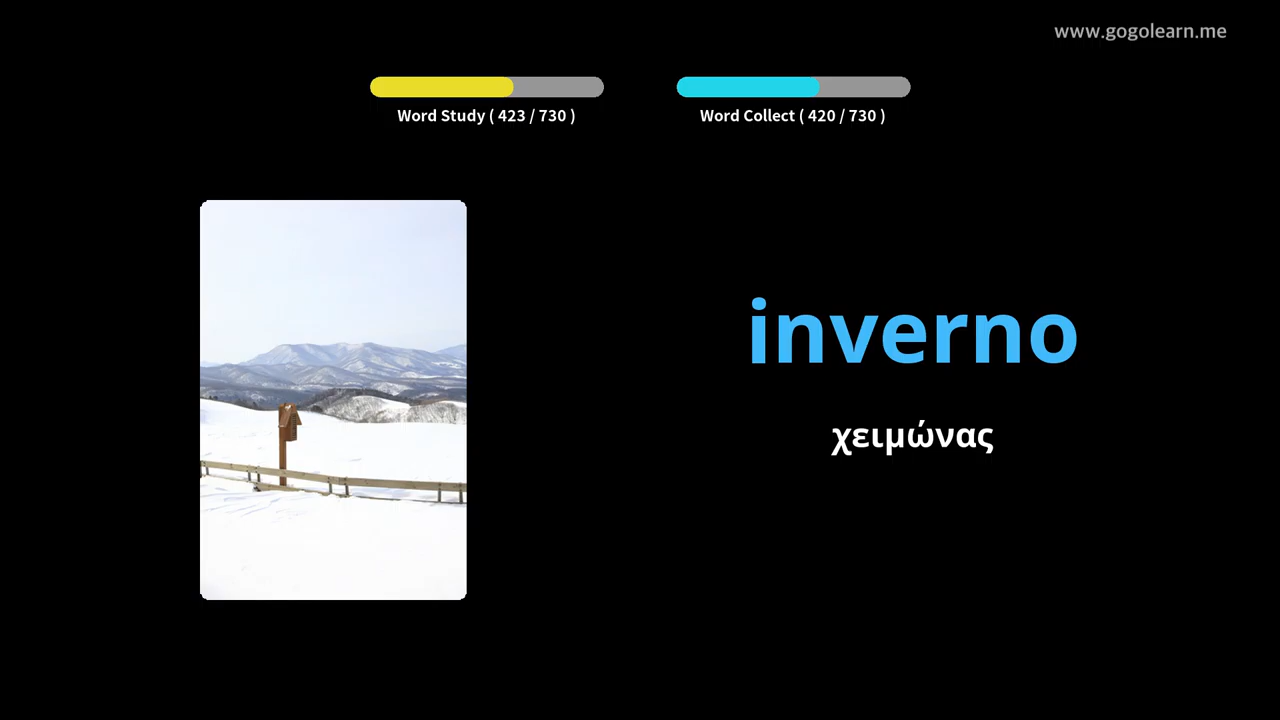 www.gogolearn.me
Word Study ( 423 / 730 )
Word Collect ( 420 / 730 )
inverno
χειμώνας